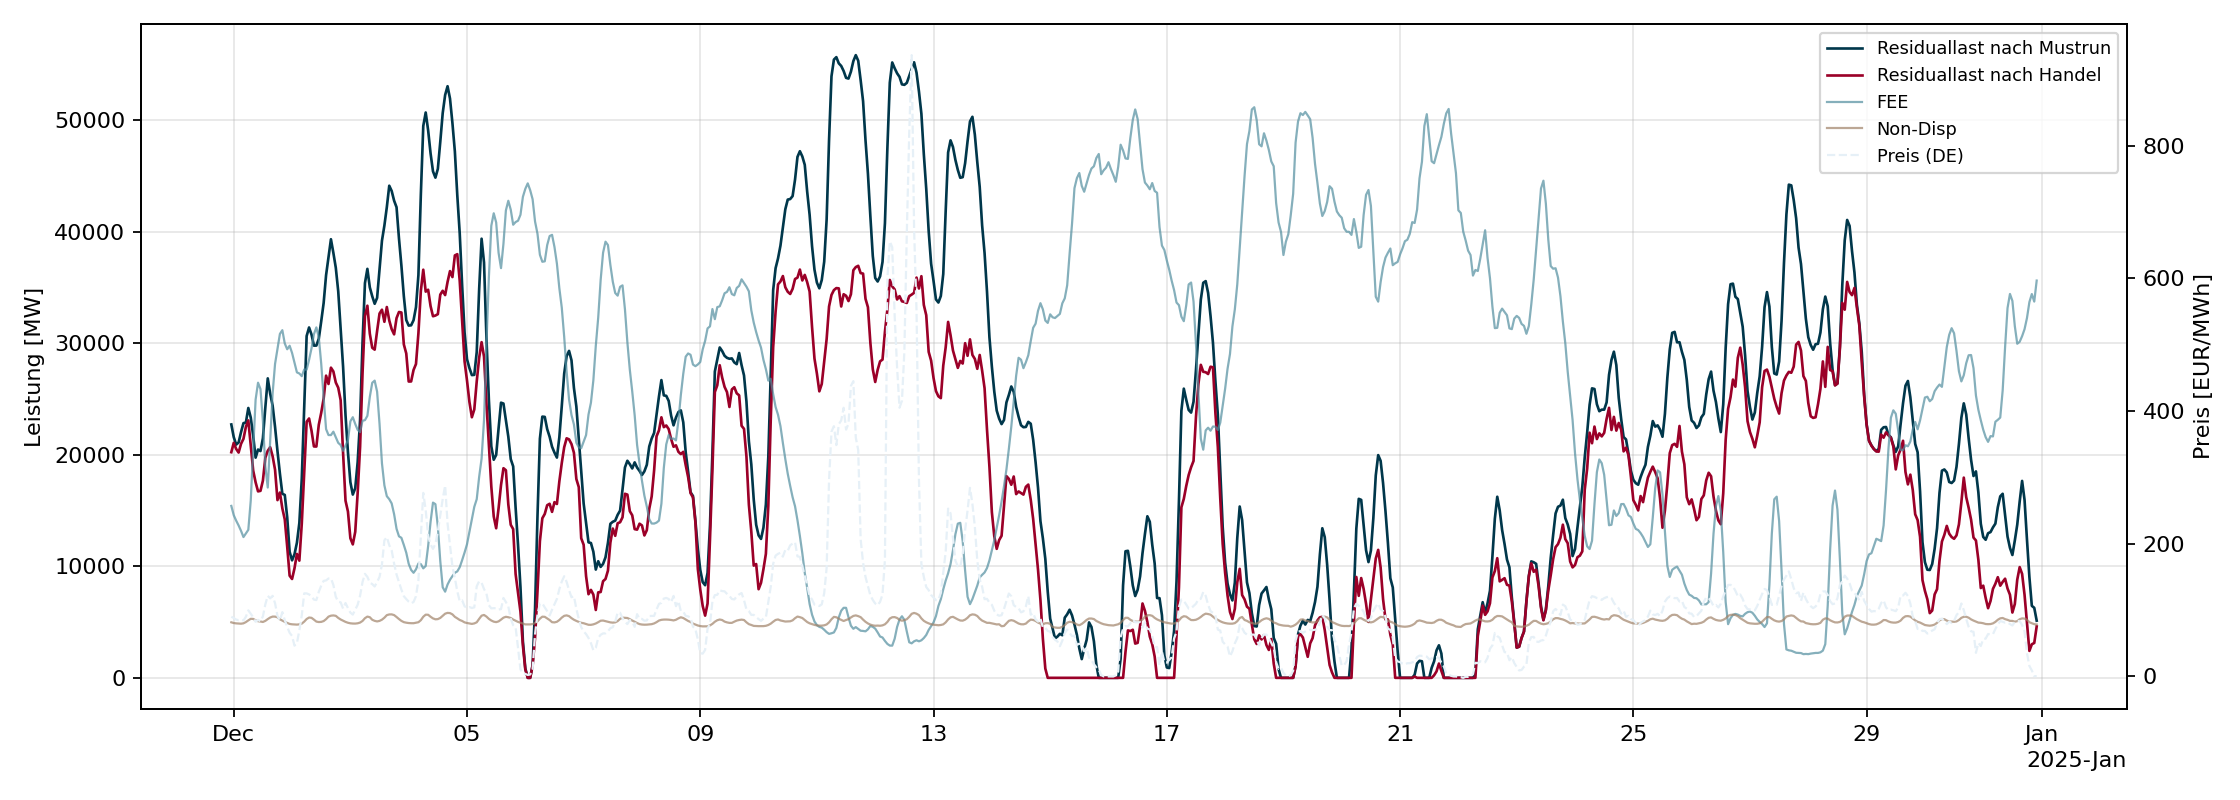 Residuallast nach Mustrun
Residuallast nach Handel
FEE
Non-Disp
Preis (DE)
Leistung [MW]
50000
40000
30000
20000
10000
0
Preis [EUR/MWh]
800
600
400
200
0
Dec 05 09 13 17 21 25 29 Jan
2025-Jan